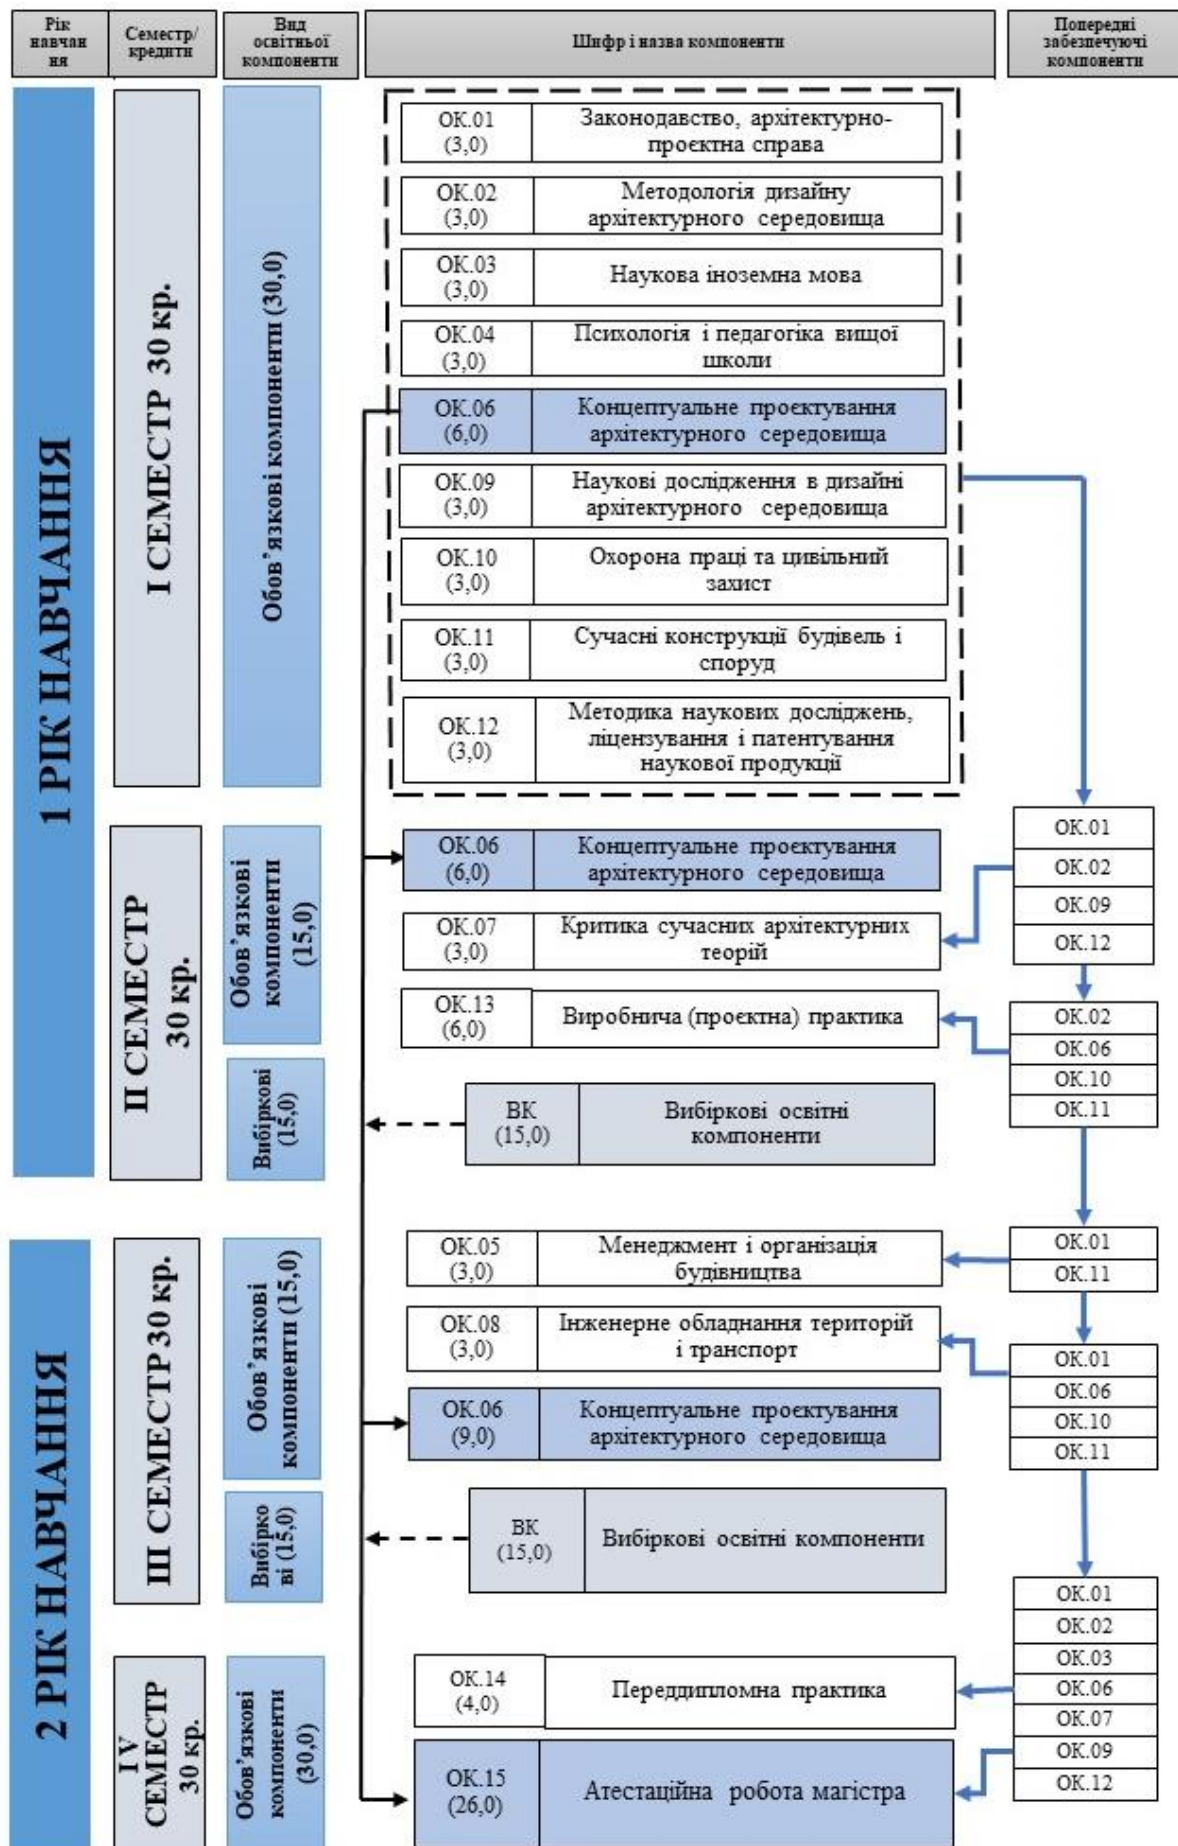 Рік
навчан
ня
Семестр/
кредити
Вид
освітньої
компоненти
Шифр і назва компоненти
Попередні
забезпечуючі
компоненти
1 РІК НАВЧАННЯ
І СЕМЕСТР 30 кр.
Обов’язкові компоненти (30,0)
ОК.01
(3,0)
Законодавство, архітектурно-
проєктна справа
ОК.02
(3,0)
Методологія дизайну
архітектурного середовища
ОК.03
(3,0)
Наукова іноземна мова
ОК.04
(3,0)
Психологія і педагогіка вищої
школи
ОК.06
(6,0)
Концептуальне проєктування
архітектурного середовища
ОК.09
(3,0)
Наукові дослідження в дизайні
архітектурного середовища
ОК.10
(3,0)
Охорона праці та цивільний
захист
ОК.11
(3,0)
Сучасні конструкції будівель і
споруд
ОК.12
(3,0)
Методика наукових досліджень,
ліцензування і патентування
наукової продукції
ІІ СЕМЕСТР
30 кр.
Обов’язкові
компоненти
(15,0)
ОК.06
(6,0)
Концептуальне проєктування
архітектурного середовища
ОК.07
(3,0)
Критика сучасних архітектурних
теорій
ОК.01
ОК.02
ОК.09
ОК.12
ОК.13
(6,0)
Виробнича (проєктна) практика
ОК.02
ОК.06
ОК.10
ОК.11
Вибіркові
(15,0)
ВК
(15,0)
Вибіркові освітні
компоненти
2 РІК НАВЧАННЯ
ІІІ СЕМЕСТР 30 кр.
Обов’язкові
компоненти (15,0)
ОК.05
(3,0)
Менеджмент і організація
будівництва
ОК.01
ОК.11
ОК.08
(3,0)
Інженерне обладнання територій
і транспорт
ОК.01
ОК.06
ОК.10
ОК.11
ОК.06
(9,0)
Концептуальне проєктування
архітектурного середовища
Вибірко
ві (15,0)
ВК
(15,0)
Вибіркові освітні компоненти
I V
СЕМЕСТР
30 кр.
Обов’язкові
компоненти
(30,0)
ОК.14
(4,0)
Переддипломна практика
ОК.15
(26,0)
Атестаційна робота магістра
ОК.01
ОК.02
ОК.03
ОК.06
ОК.07
ОК.09
ОК.12